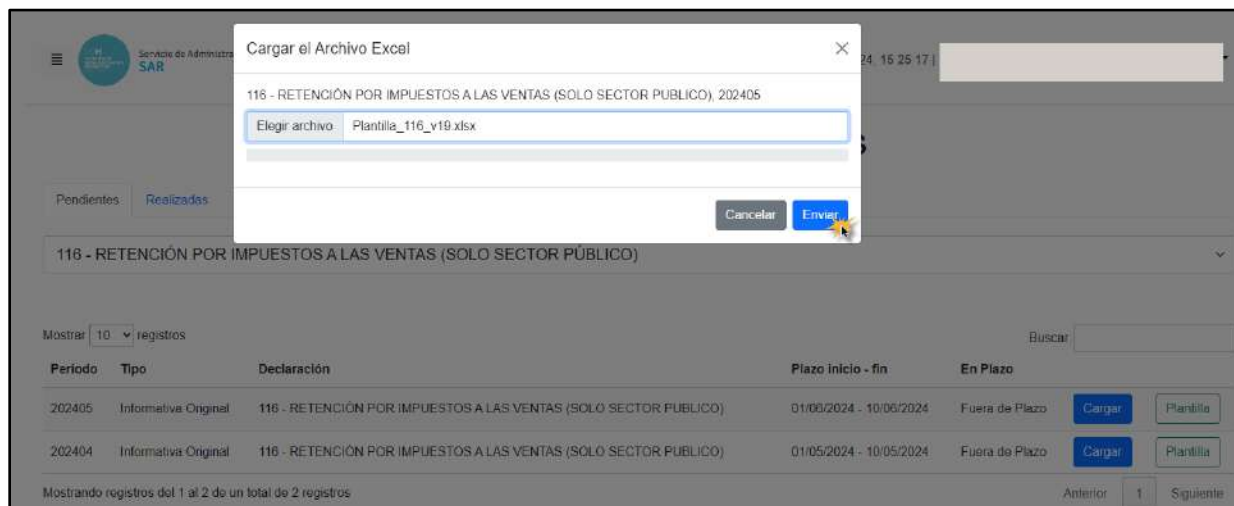 Servicio de Administra
SAR
Cargar el Archivo Excel
24, 15 25 17 |
116 - RETENCIÓN POR IMPUESTOS A LAS VENTAS (SOLO SECTOR PUBLICO), 202405
Elegir archivo Plantilla_116_v19.xlsx
Pendientes Realizadas
Cancelar Enviar
116 - RETENCIÓN POR IMPUESTOS A LAS VENTAS (SOLO SECTOR PÚBLICO)
Mostrar 10 registros Buscar
Periodo Tipo Declaración Plazo inicio - fin En Plazo
202405 Informativa Original 116 - RETENCIÓN POR IMPUESTOS A LAS VENTAS (SOLO SECTOR PUBLICO) 01/06/2024 - 10/06/2024 Fuera de Plazo Cargar Plantilla
202404 Informativa Original 116 - RETENCIÓN POR IMPUESTOS A LAS VENTAS (SOLO SECTOR PUBLICO) 01/05/2024 - 10/05/2024 Fuera de Plazo Cargar Plantilla
Mostrando registros del 1 al 2 de un total de 2 registros Anterior 1 Siguiente